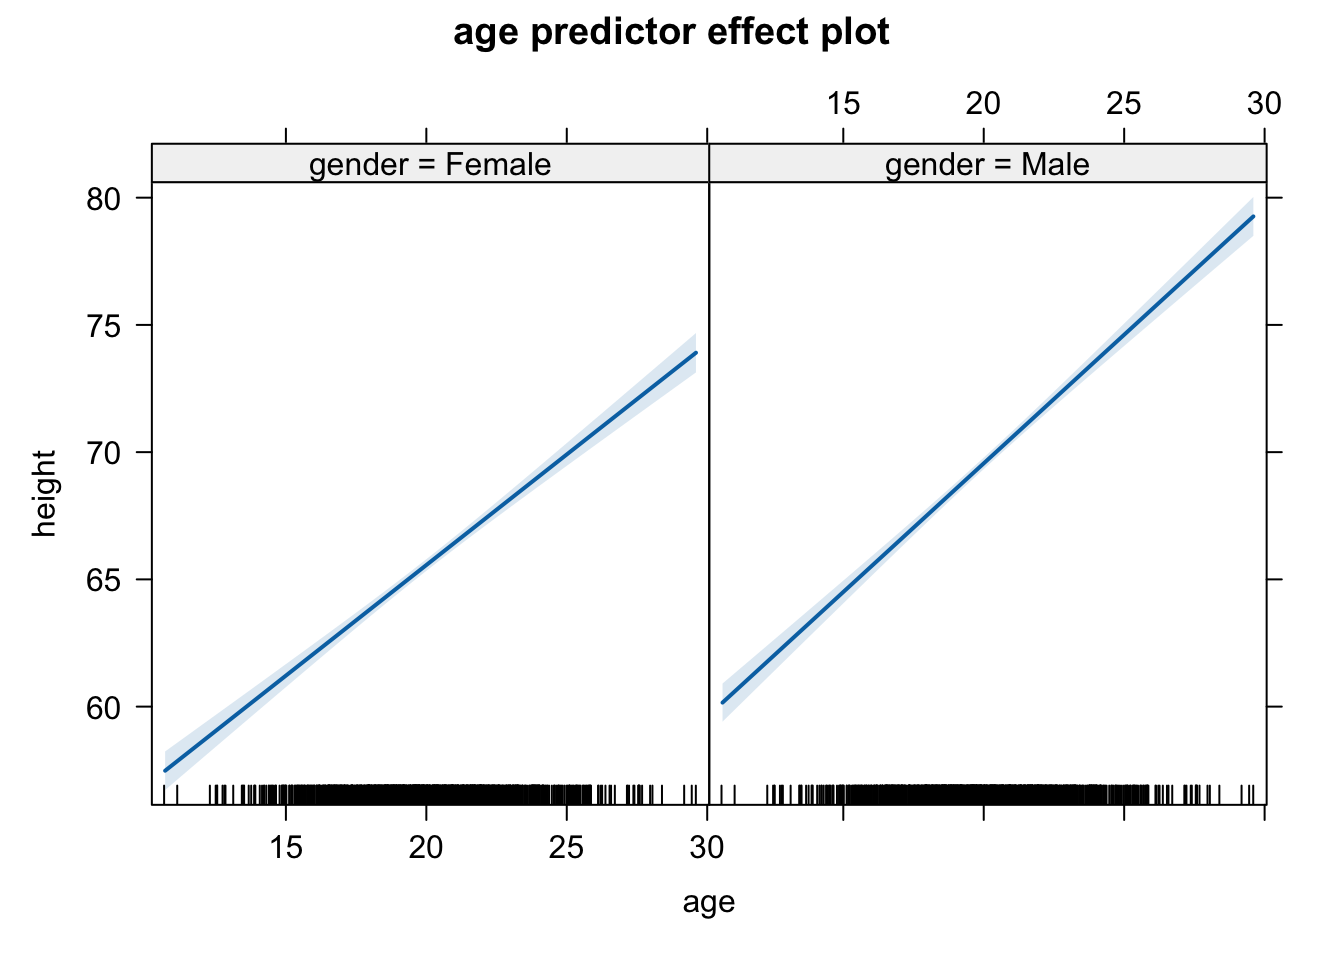 age predictor effect plot
15 20 25 30
gender = Female gender = Male
80
75
70
65
60
height
15 20 25 30
age